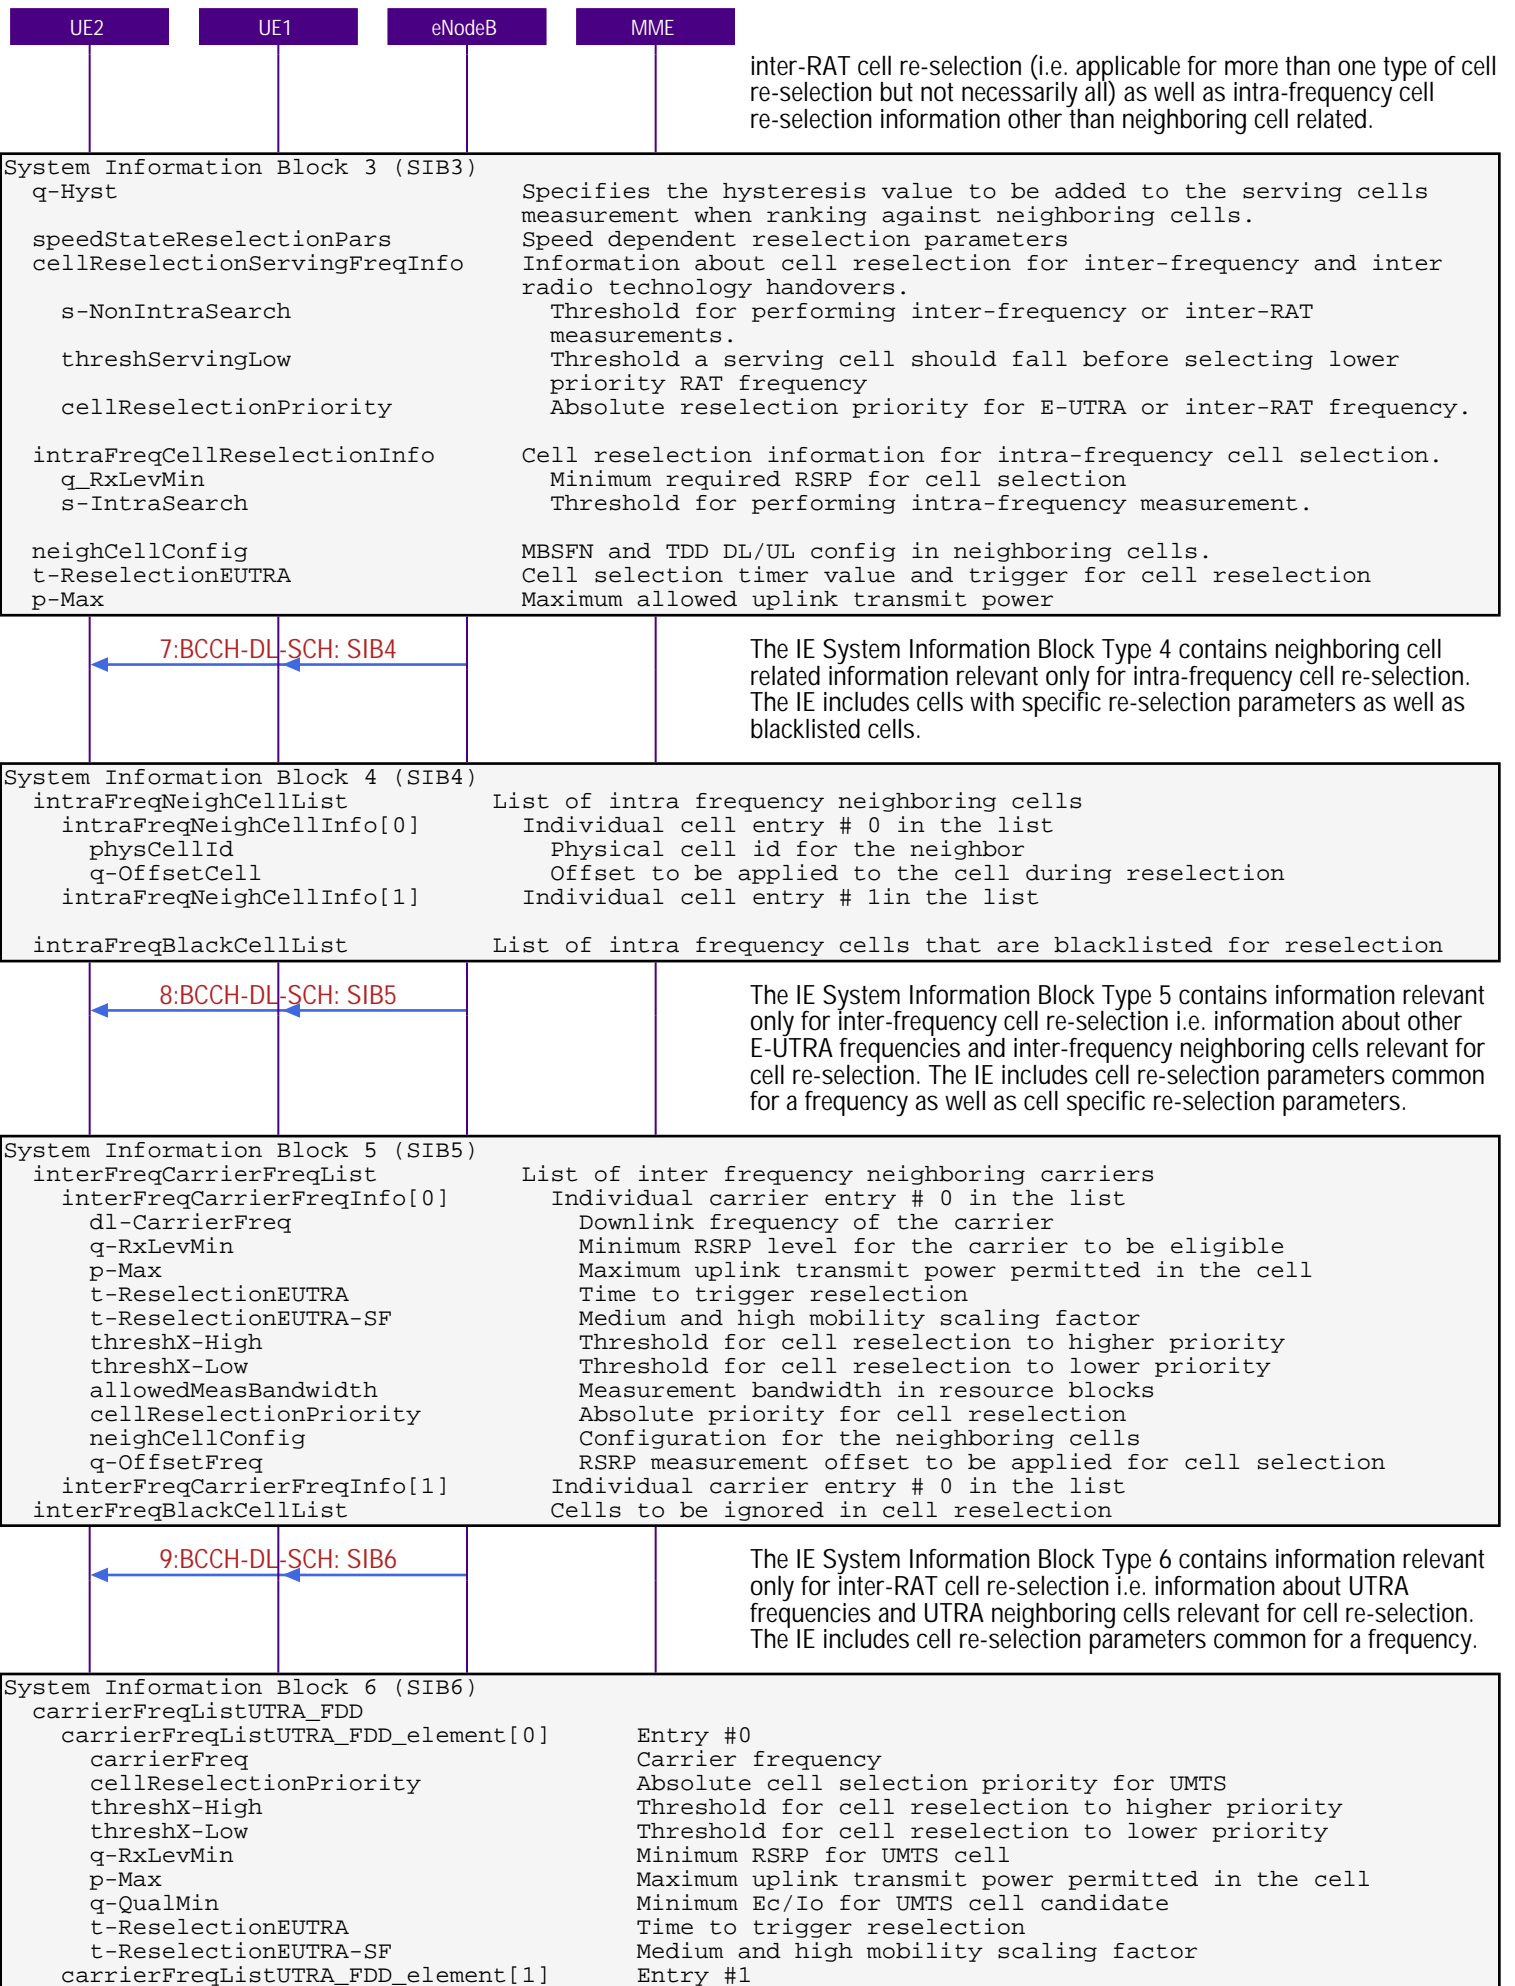 UE2 UE1 eNodeB MME
inter-RAT cell re-selection (i.e. applicable for more than one type of cell
re-selection but not necessarily all) as well as intra-frequency cell
re-selection information other than neighboring cell related.
System Information Block 3 (SIB3)
q-Hyst Specifies the hysteresis value to be added to the serving cells
measurement when ranking against neighboring cells.
speedStateReselectionPars Speed dependent reselection parameters
cellReselectionServingFreqInfo Information about cell reselection for inter-frequency and inter
radio technology handovers.
s-NonIntraSearch Threshold for performing inter-frequency or inter-RAT
measurements.
threshServingLow Threshold a serving cell should fall before selecting lower
priority RAT frequency
cellReselectionPriority Absolute reselection priority for E-UTRA or inter-RAT frequency.
intraFreqCellReselectionInfo Cell reselection information for intra-frequency cell selection.
q_RxLevMin Minimum required RSRP for cell selection
s-IntraSearch Threshold for performing intra-frequency measurement.
neighCellConfig MBSFN and TDD DL/UL config in neighboring cells.
t-ReselectionEUTRA Cell selection timer value and trigger for cell reselection
p-Max Maximum allowed uplink transmit power
7:BCCH-DL-SCH: SIB4
The IE System Information Block Type 4 contains neighboring cell
related information relevant only for intra-frequency cell re-selection.
The IE includes cells with specific re-selection parameters as well as
blacklisted cells.
System Information Block 4 (SIB4)
intraFreqNeighCellList List of intra frequency neighboring cells
intraFreqNeighCellInfo[0] Individual cell entry # 0 in the list
physCellId Physical cell id for the neighbor
q-OffsetCell Offset to be applied to the cell during reselection
intraFreqNeighCellInfo[1] Individual cell entry # 1in the list
intraFreqBlackCellList List of intra frequency cells that are blacklisted for reselection
8:BCCH-DL-SCH: SIB5
The IE System Information Block Type 5 contains information relevant
only for inter-frequency cell re-selection i.e. information about other
E-UTRA frequencies and inter-frequency neighboring cells relevant for
cell re-selection. The IE includes cell re-selection parameters common
for a frequency as well as cell specific re-selection parameters.
System Information Block 5 (SIB5)
interFreqCarrierFreqList List of inter frequency neighboring carriers
interFreqCarrierFreqInfo[0] Individual carrier entry # 0 in the list
dl-CarrierFreq Downlink frequency of the carrier
q-RxLevMin Minimum RSRP level for the carrier to be eligible
p-Max Maximum uplink transmit power permitted in the cell
t-ReselectionEUTRA Time to trigger reselection
t-ReselectionEUTRA-SF Medium and high mobility scaling factor
threshX-High Threshold for cell reselection to higher priority
threshX-Low Threshold for cell reselection to lower priority
allowedMeasBandwidth Measurement bandwidth in resource blocks
cellReselectionPriority Absolute priority for cell reselection
neighCellConfig Configuration for the neighboring cells
q-OffsetFreq RSRP measurement offset to be applied for cell selection
interFreqCarrierFreqInfo[1] Individual carrier entry # 0 in the list
interFreqBlackCellList Cells to be ignored in cell reselection
9:BCCH-DL-SCH: SIB6
The IE System Information Block Type 6 contains information relevant
only for inter-RAT cell re-selection i.e. information about UTRA
frequencies and UTRA neighboring cells relevant for cell re-selection.
The IE includes cell re-selection parameters common for a frequency.
System Information Block 6 (SIB6)
carrierFreqListUTRA_FDD
carrierFreqListUTRA_FDD_element[0] Entry #0
carrierFreq Carrier frequency
cellReselectionPriority Absolute cell selection priority for UMTS
threshX-High Threshold for cell reselection to higher priority
threshX-Low Threshold for cell reselection to lower priority
q-RxLevMin Minimum RSRP for UMTS cell
p-Max Maximum uplink transmit power permitted in the cell
q-QualMin Minimum Ec/Io for UMTS cell candidate
t-ReselectionEUTRA Time to trigger reselection
t-ReselectionEUTRA-SF Medium and high mobility scaling factor
carrierFreqListUTRA_FDD_element[1] Entry #1